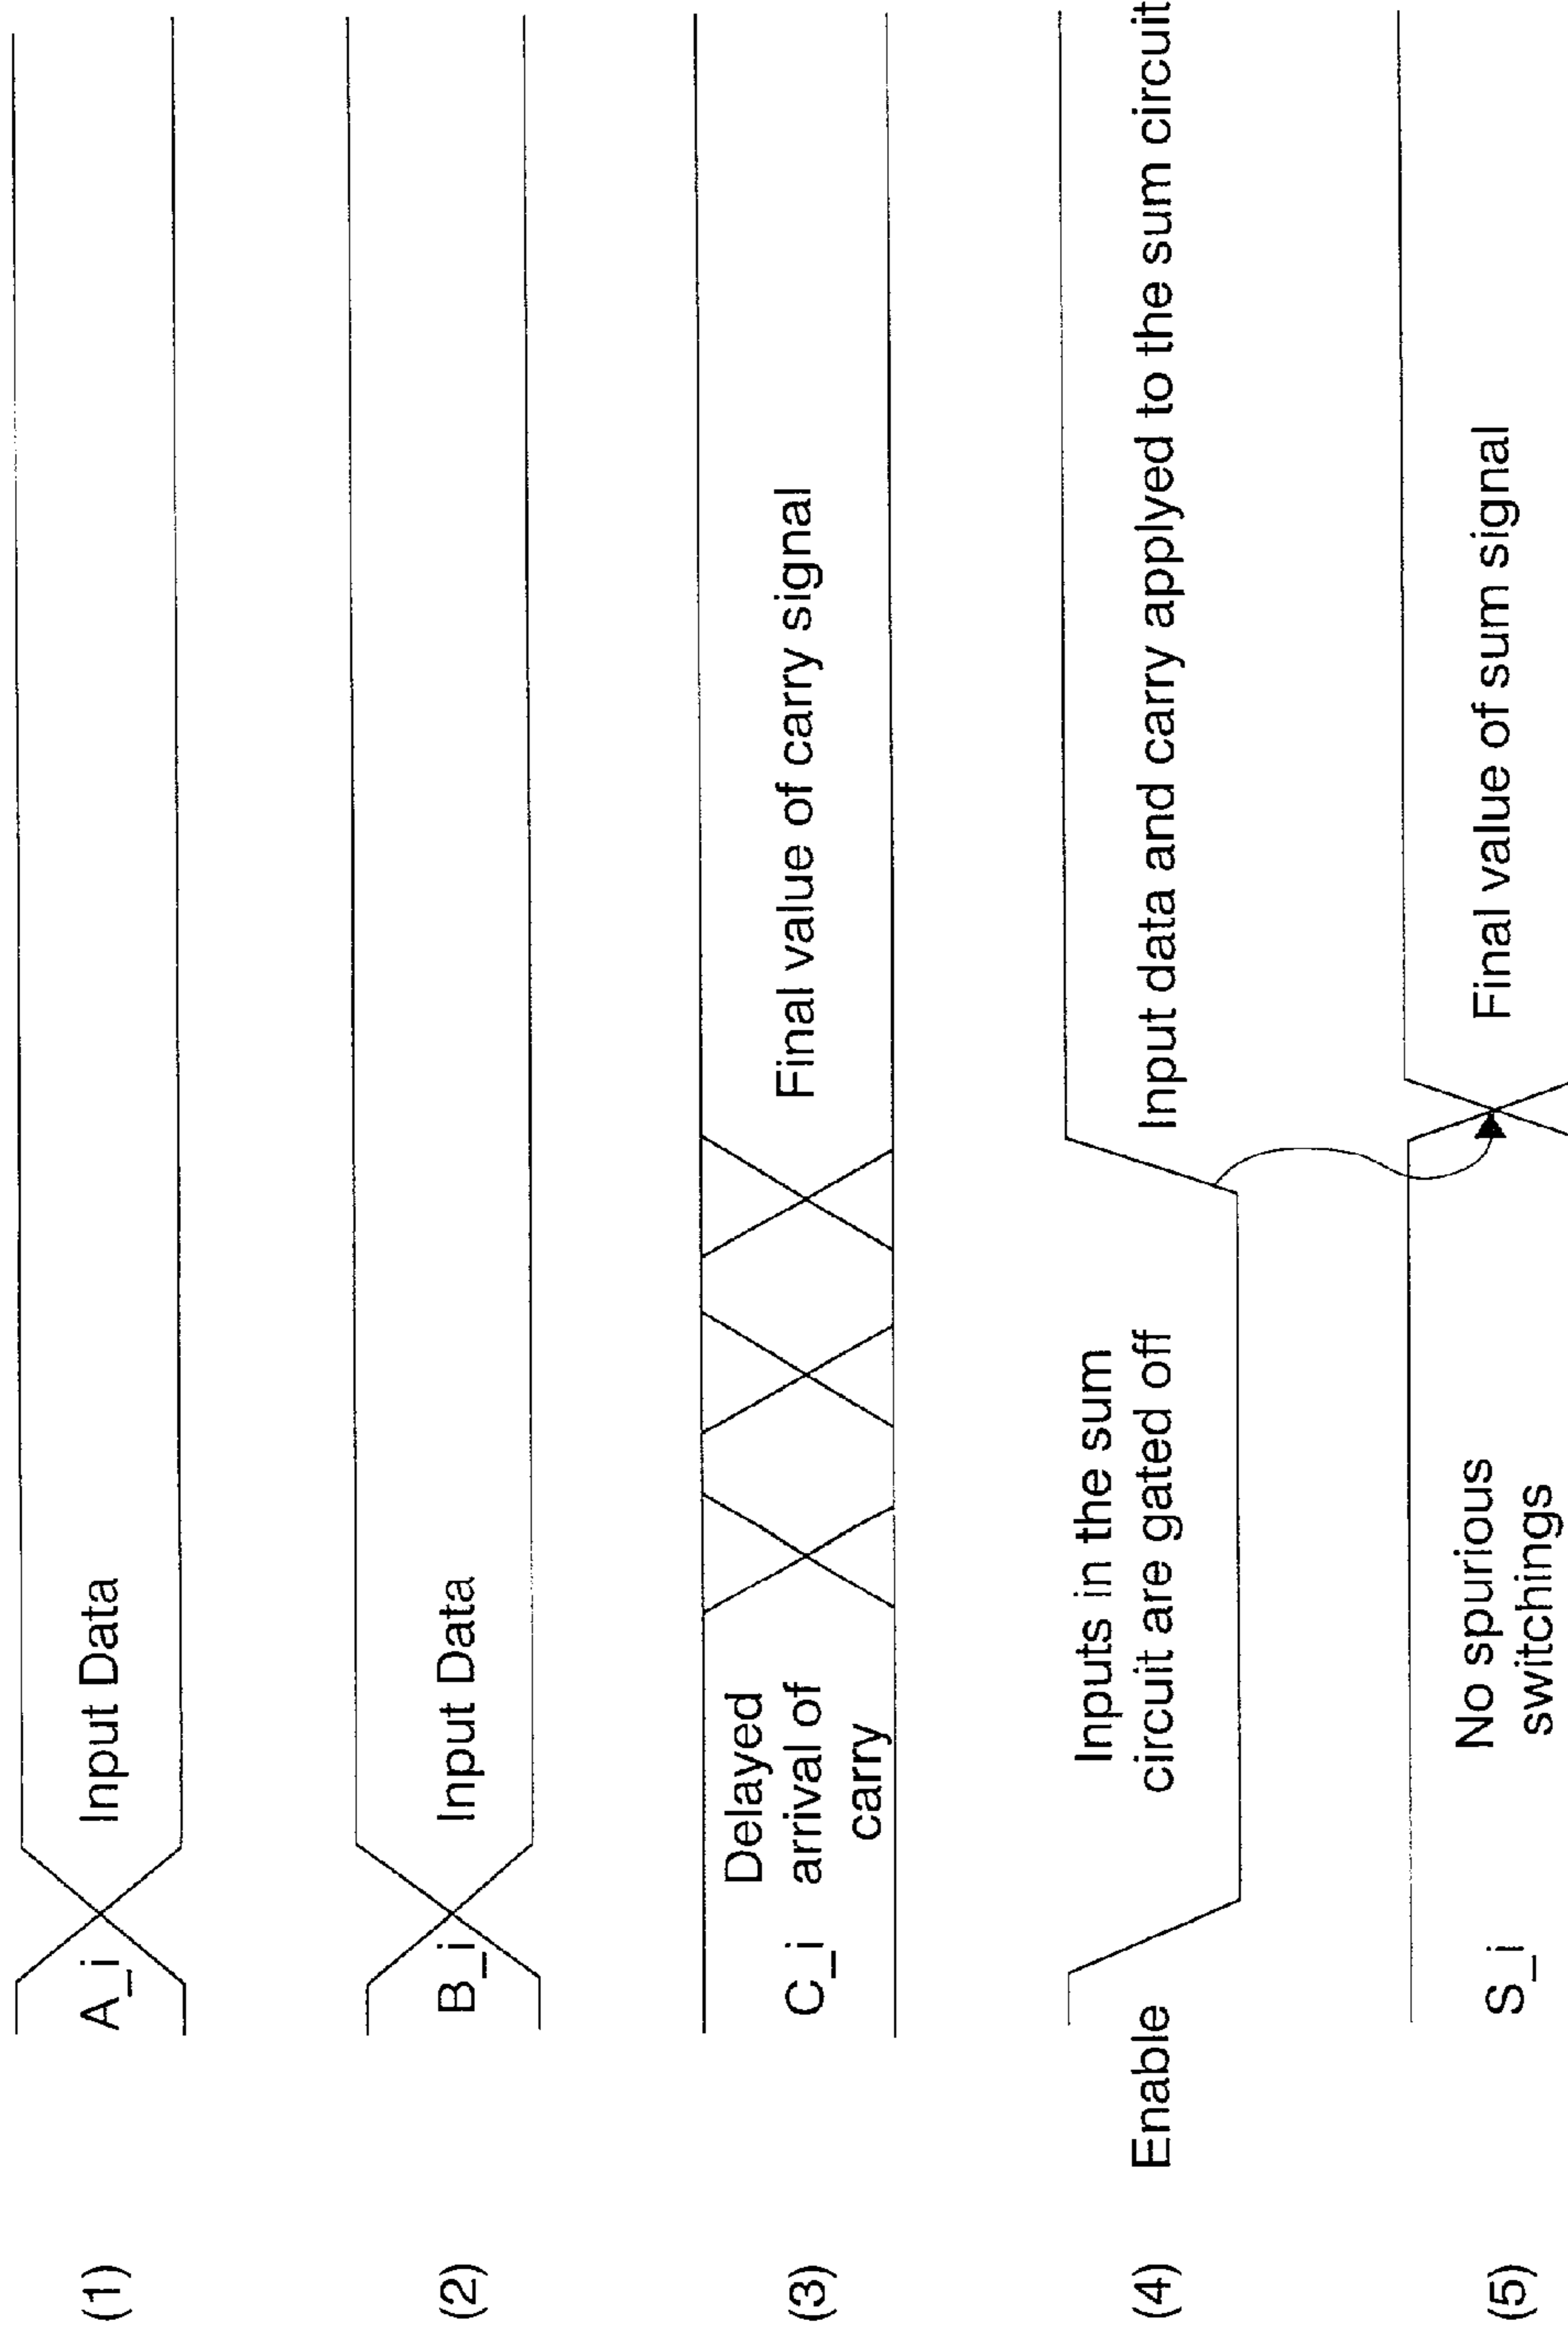 (1)
A_i
Input Data
(2)
B_i
Input Data
(3)
C_i
Delayed
arrival of
carry
Final value of carry signal
(4)
Enable
Inputs in the sum
circuit are gated off
Input data and carry applyed to the sum circuit
(5)
S_i
No spurious
switchings
Final value of sum signal